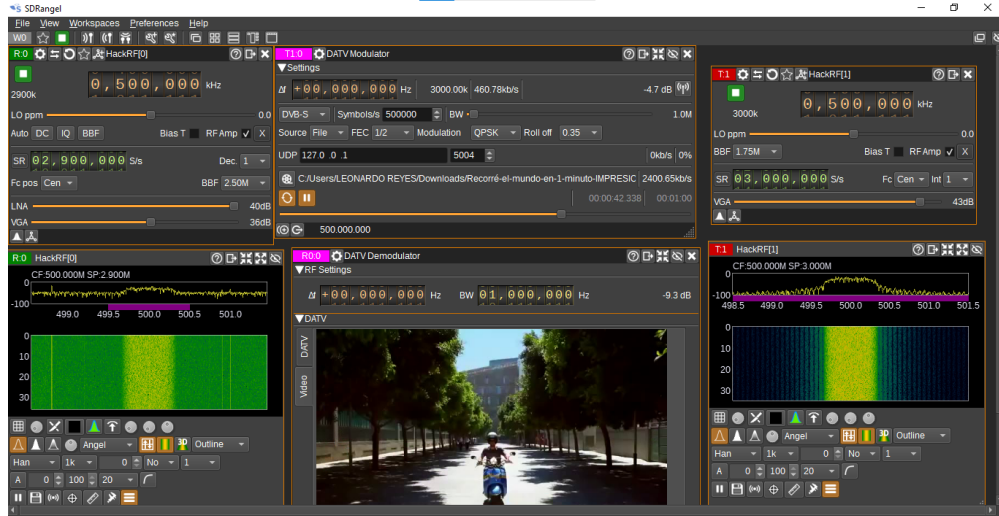 SDRangel
File View Workspaces Preferences Help
W0
R:0 HackRF[0]
2900k
0,500,000 kHz
LO ppm 0.0
Auto DC IQ BBF Bias T RF Amp X
SR 02,900,000 S/s Dec. 1
Fc pos Cen BBF 2.50M
LNA 40dB
VGA 36dB
T1:0 DATV Modulator
Settings
Δf +00,000,000 Hz 3000.00k 460.78kb/s -4.7 dB
DVB-S Symbols/s 500000 BW 1.0M
Source File FEC 1/2 Modulation QPSK Roll off 0.35
UDP 127.0 .0 .1 5004 0kb/s 0%
C:/Users/LEONARDO REYES/Downloads/Recorré-el-mundo-en-1-minuto-IMPRESIC 2400.65kb/s
00:00:42.338 00:01:00
500.000.000
T:1 HackRF[1]
3000k
0,500,000 kHz
LO ppm 0.0
BBF 1.75M Bias T RF Amp X
SR 03,000,000 S/s Fc Cen Int 1
VGA 43dB
R:0 HackRF[0]
CF:500.000M SP:2.900M
0
-100
499.0 499.5 500.0 500.5 501.0
0
10
20
30
Angel Outline
Han 1k 0 No 1
A 0 100 20
R0:0 DATV Demodulator
RF Settings
Δf +00,000,000 Hz BW 01,000,000 Hz -9.3 dB
DATV
DATV
Video
T:1 HackRF[1]
CF:500.000M SP:3.000M
0
-100
498.5 499.0 499.5 500.0 500.5 501.0 501.5
0
10
20
30
3D
Angel Outline
Han 1k 0 No 1
A 0 100 20